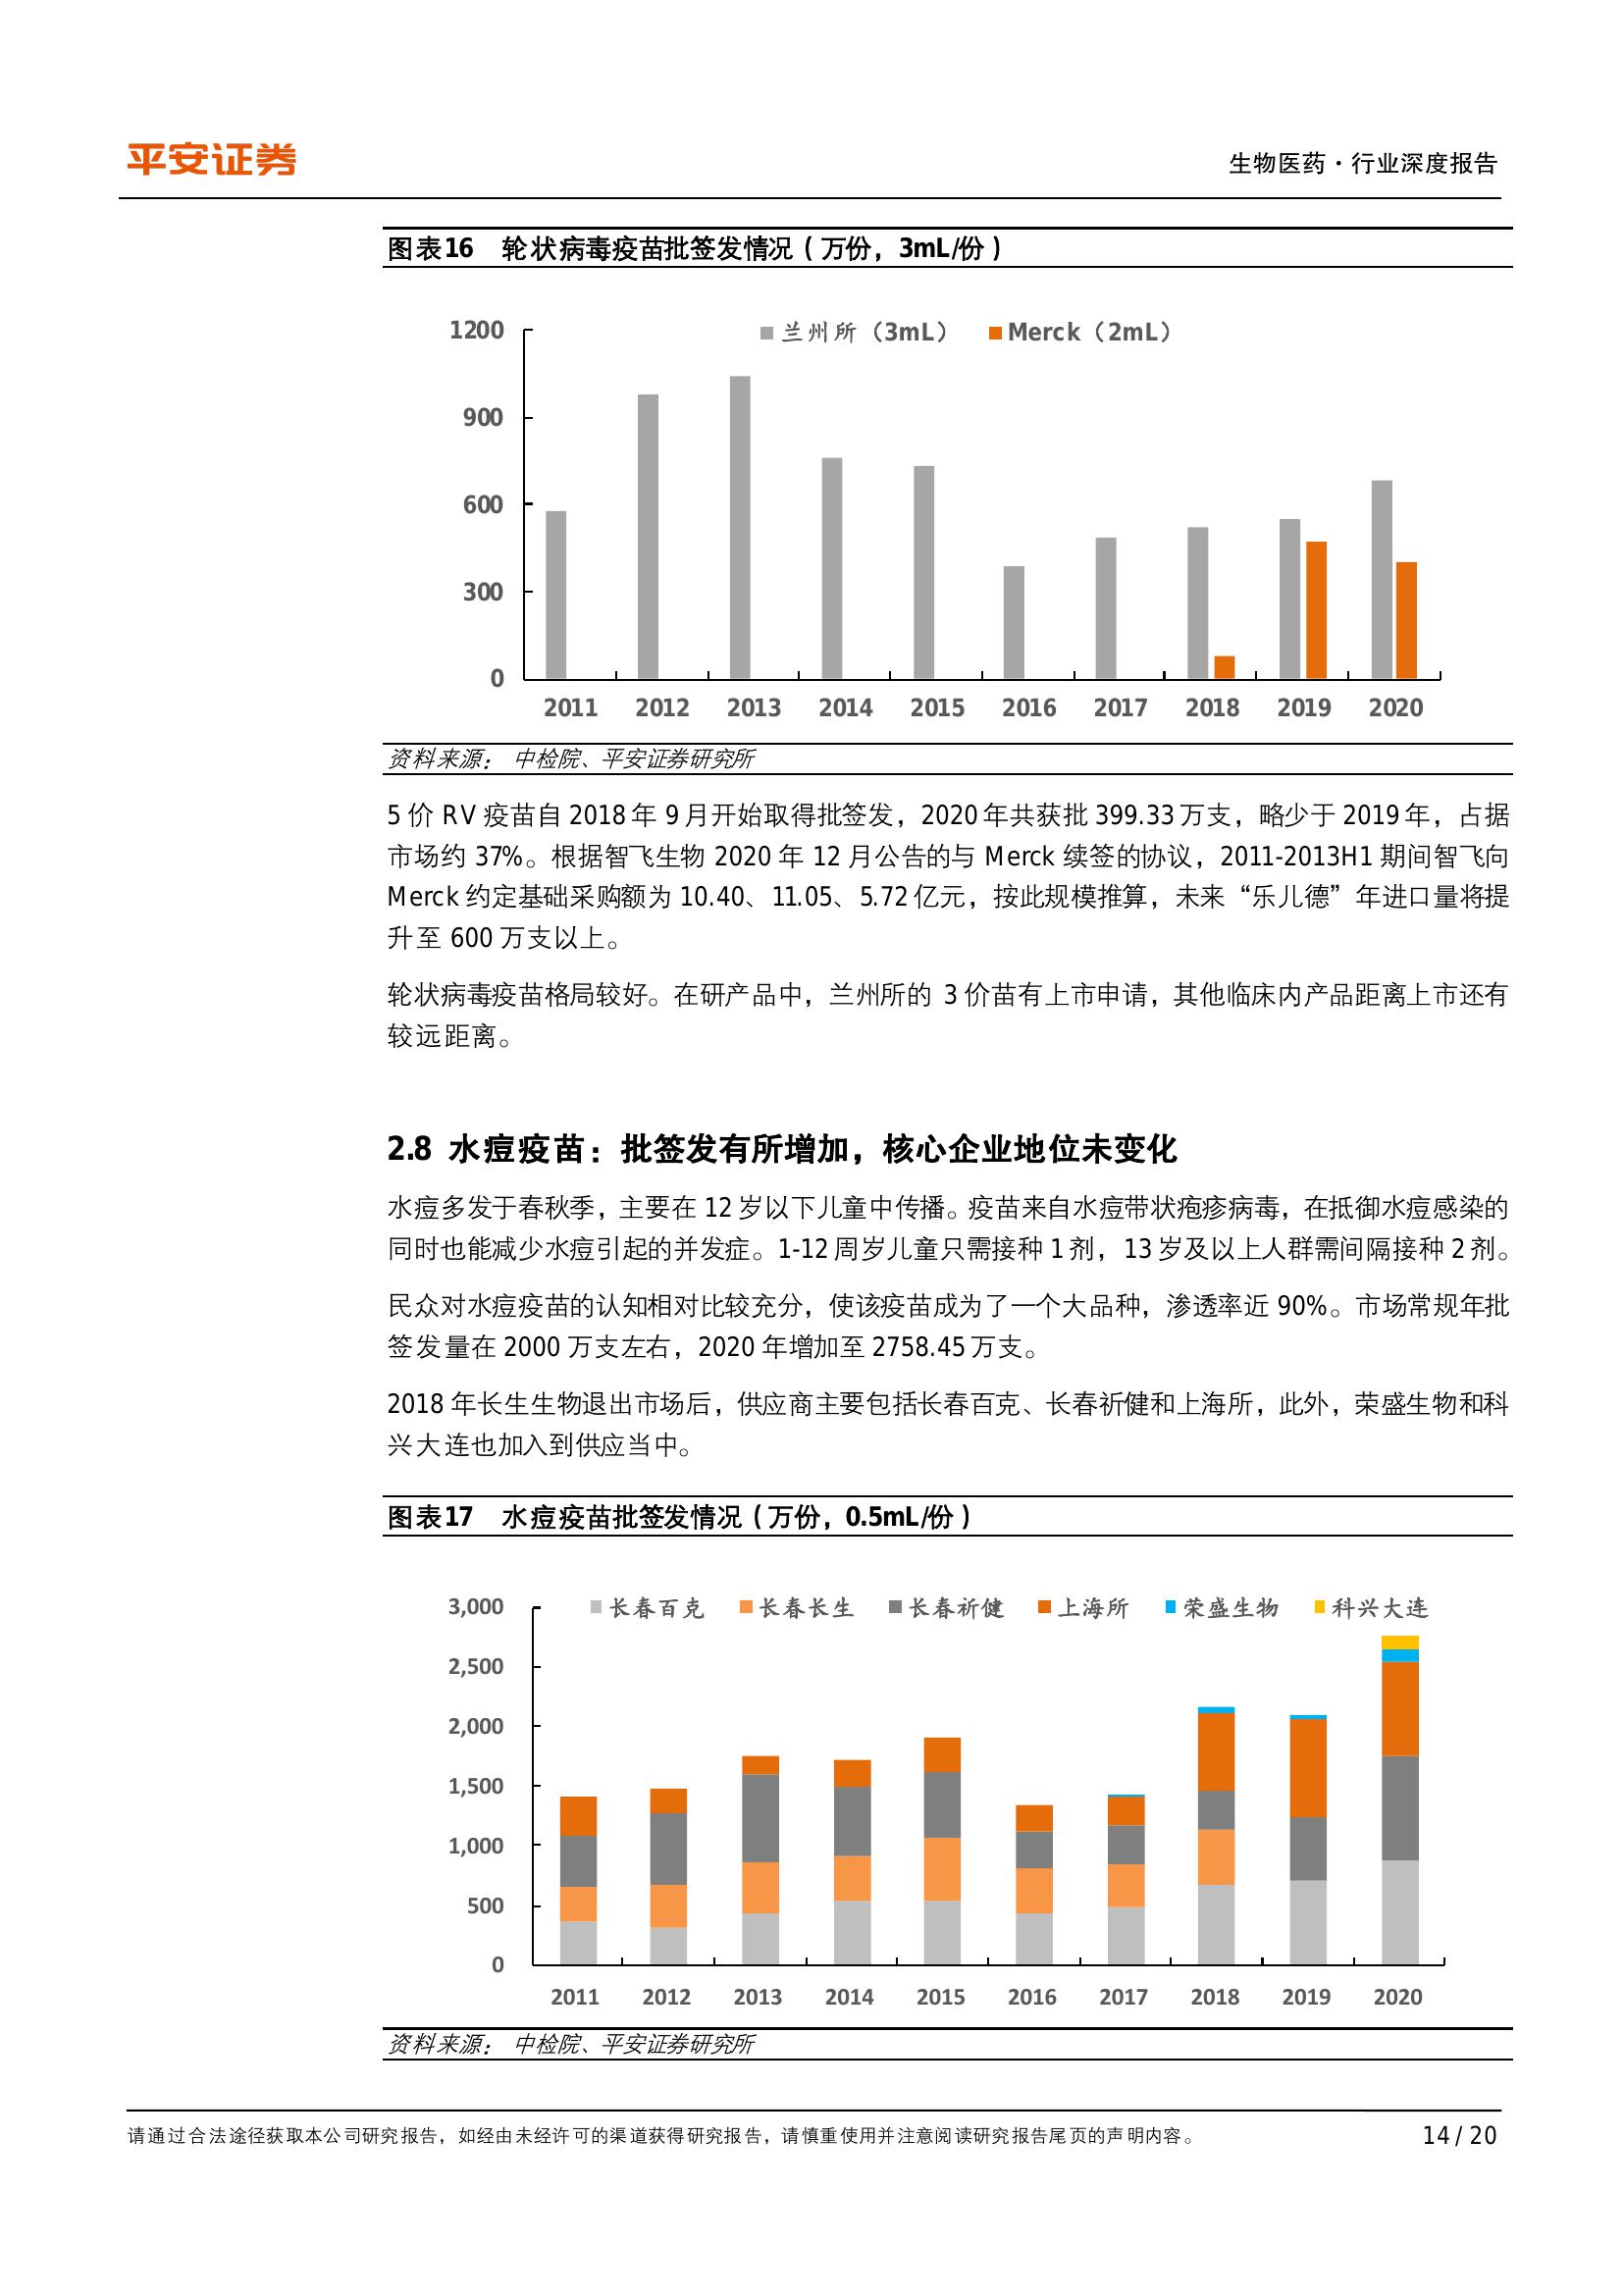 平安证券
生物医药·行业深度报告
图表16 轮状病毒疫苗批签发情况（万份，3mL/份）
兰州所（3mL） Merck（2mL）
1200
900
600
300
0
2011 2012 2013 2014 2015 2016 2017 2018 2019 2020
资料来源： 中检院、平安证券研究所
5 价 RV 疫苗自 2018 年 9 月开始取得批签发，2020 年共获批 399.33 万支，略少于 2019 年，占据
市场约 37%。根据智飞生物 2020 年 12 月公告的与 Merck 续签的协议，2011-2013H1 期间智飞向
Merck 约定基础采购额为 10.40、11.05、5.72 亿元，按此规模推算，未来“乐儿德”年进口量将提
升至 600 万支以上。
轮状病毒疫苗格局较好。在研产品中，兰州所的 3 价苗有上市申请，其他临床内产品距离上市还有
较远距离。
2.8 水痘疫苗：批签发有所增加，核心企业地位未变化
水痘多发于春秋季，主要在 12 岁以下儿童中传播。疫苗来自水痘带状疱疹病毒，在抵御水痘感染的
同时也能减少水痘引起的并发症。1-12 周岁儿童只需接种 1 剂，13 岁及以上人群需间隔接种 2 剂。
民众对水痘疫苗的认知相对比较充分，使该疫苗成为了一个大品种，渗透率近 90%。市场常规年批
签发量在 2000 万支左右，2020 年增加至 2758.45 万支。
2018 年长生生物退出市场后，供应商主要包括长春百克、长春祈健和上海所，此外，荣盛生物和科
兴大连也加入到供应当中。
图表17 水痘疫苗批签发情况（万份，0.5mL/份）
长春百克 长春长生 长春祈健 上海所 荣盛生物 科兴大连
3,000
2,500
2,000
1,500
1,000
500
0
2011 2012 2013 2014 2015 2016 2017 2018 2019 2020
资料来源： 中检院、平安证券研究所
请通过合法途径获取本公司研究报告，如经由未经许可的渠道获得研究报告，请慎重使用并注意阅读研究报告尾页的声明内容。
14 / 20